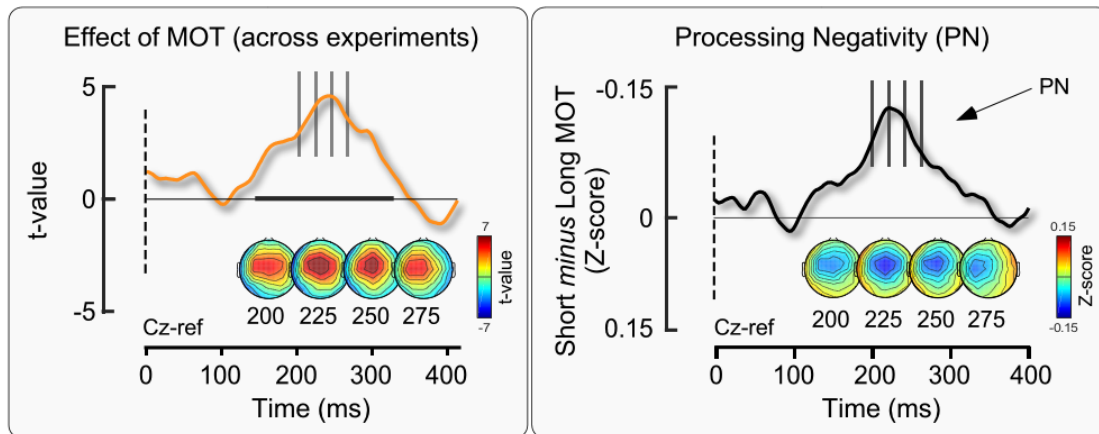 Effect of MOT (across experiments)
t-value
5
0
-5
7
t-value
-7
200 225 250 275
Cz-ref
0 100 200 300 400
Time (ms)
Processing Negativity (PN)
Short minus Long MOT
(Z-score)
-0.15
0
0.15
PN
0.15
Z-score
-0.15
200 225 250 275
Cz-ref
0 100 200 300 400
Time (ms)